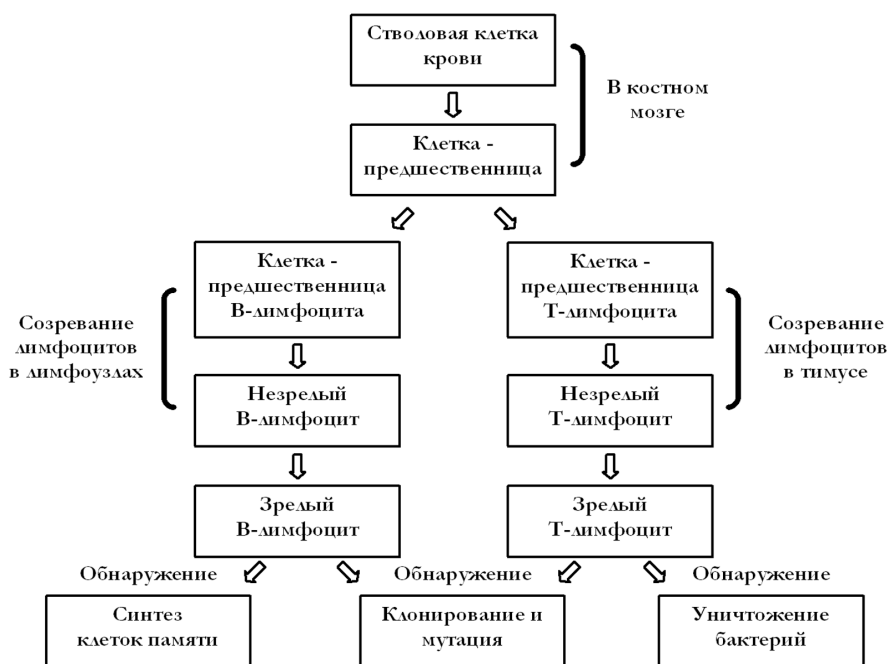 Стволовая клетка
крови
В костном
мозге
Клетка -
предшественница
Клетка -
предшественница
В-лимфоцита
Клетка -
предшественница
Т-лимфоцита
Созревание
лимфоцитов
в лимфоузлах
Созревание
лимфоцитов
в тимусе
Незрелый
В-лимфоцит
Незрелый
Т-лимфоцит
Зрелый
В-лимфоцит
Зрелый
Т-лимфоцит
Обнаружение
Обнаружение
Обнаружение
Синтез
клеток памяти
Клонирование и
мутация
Уничтожение
бактерий